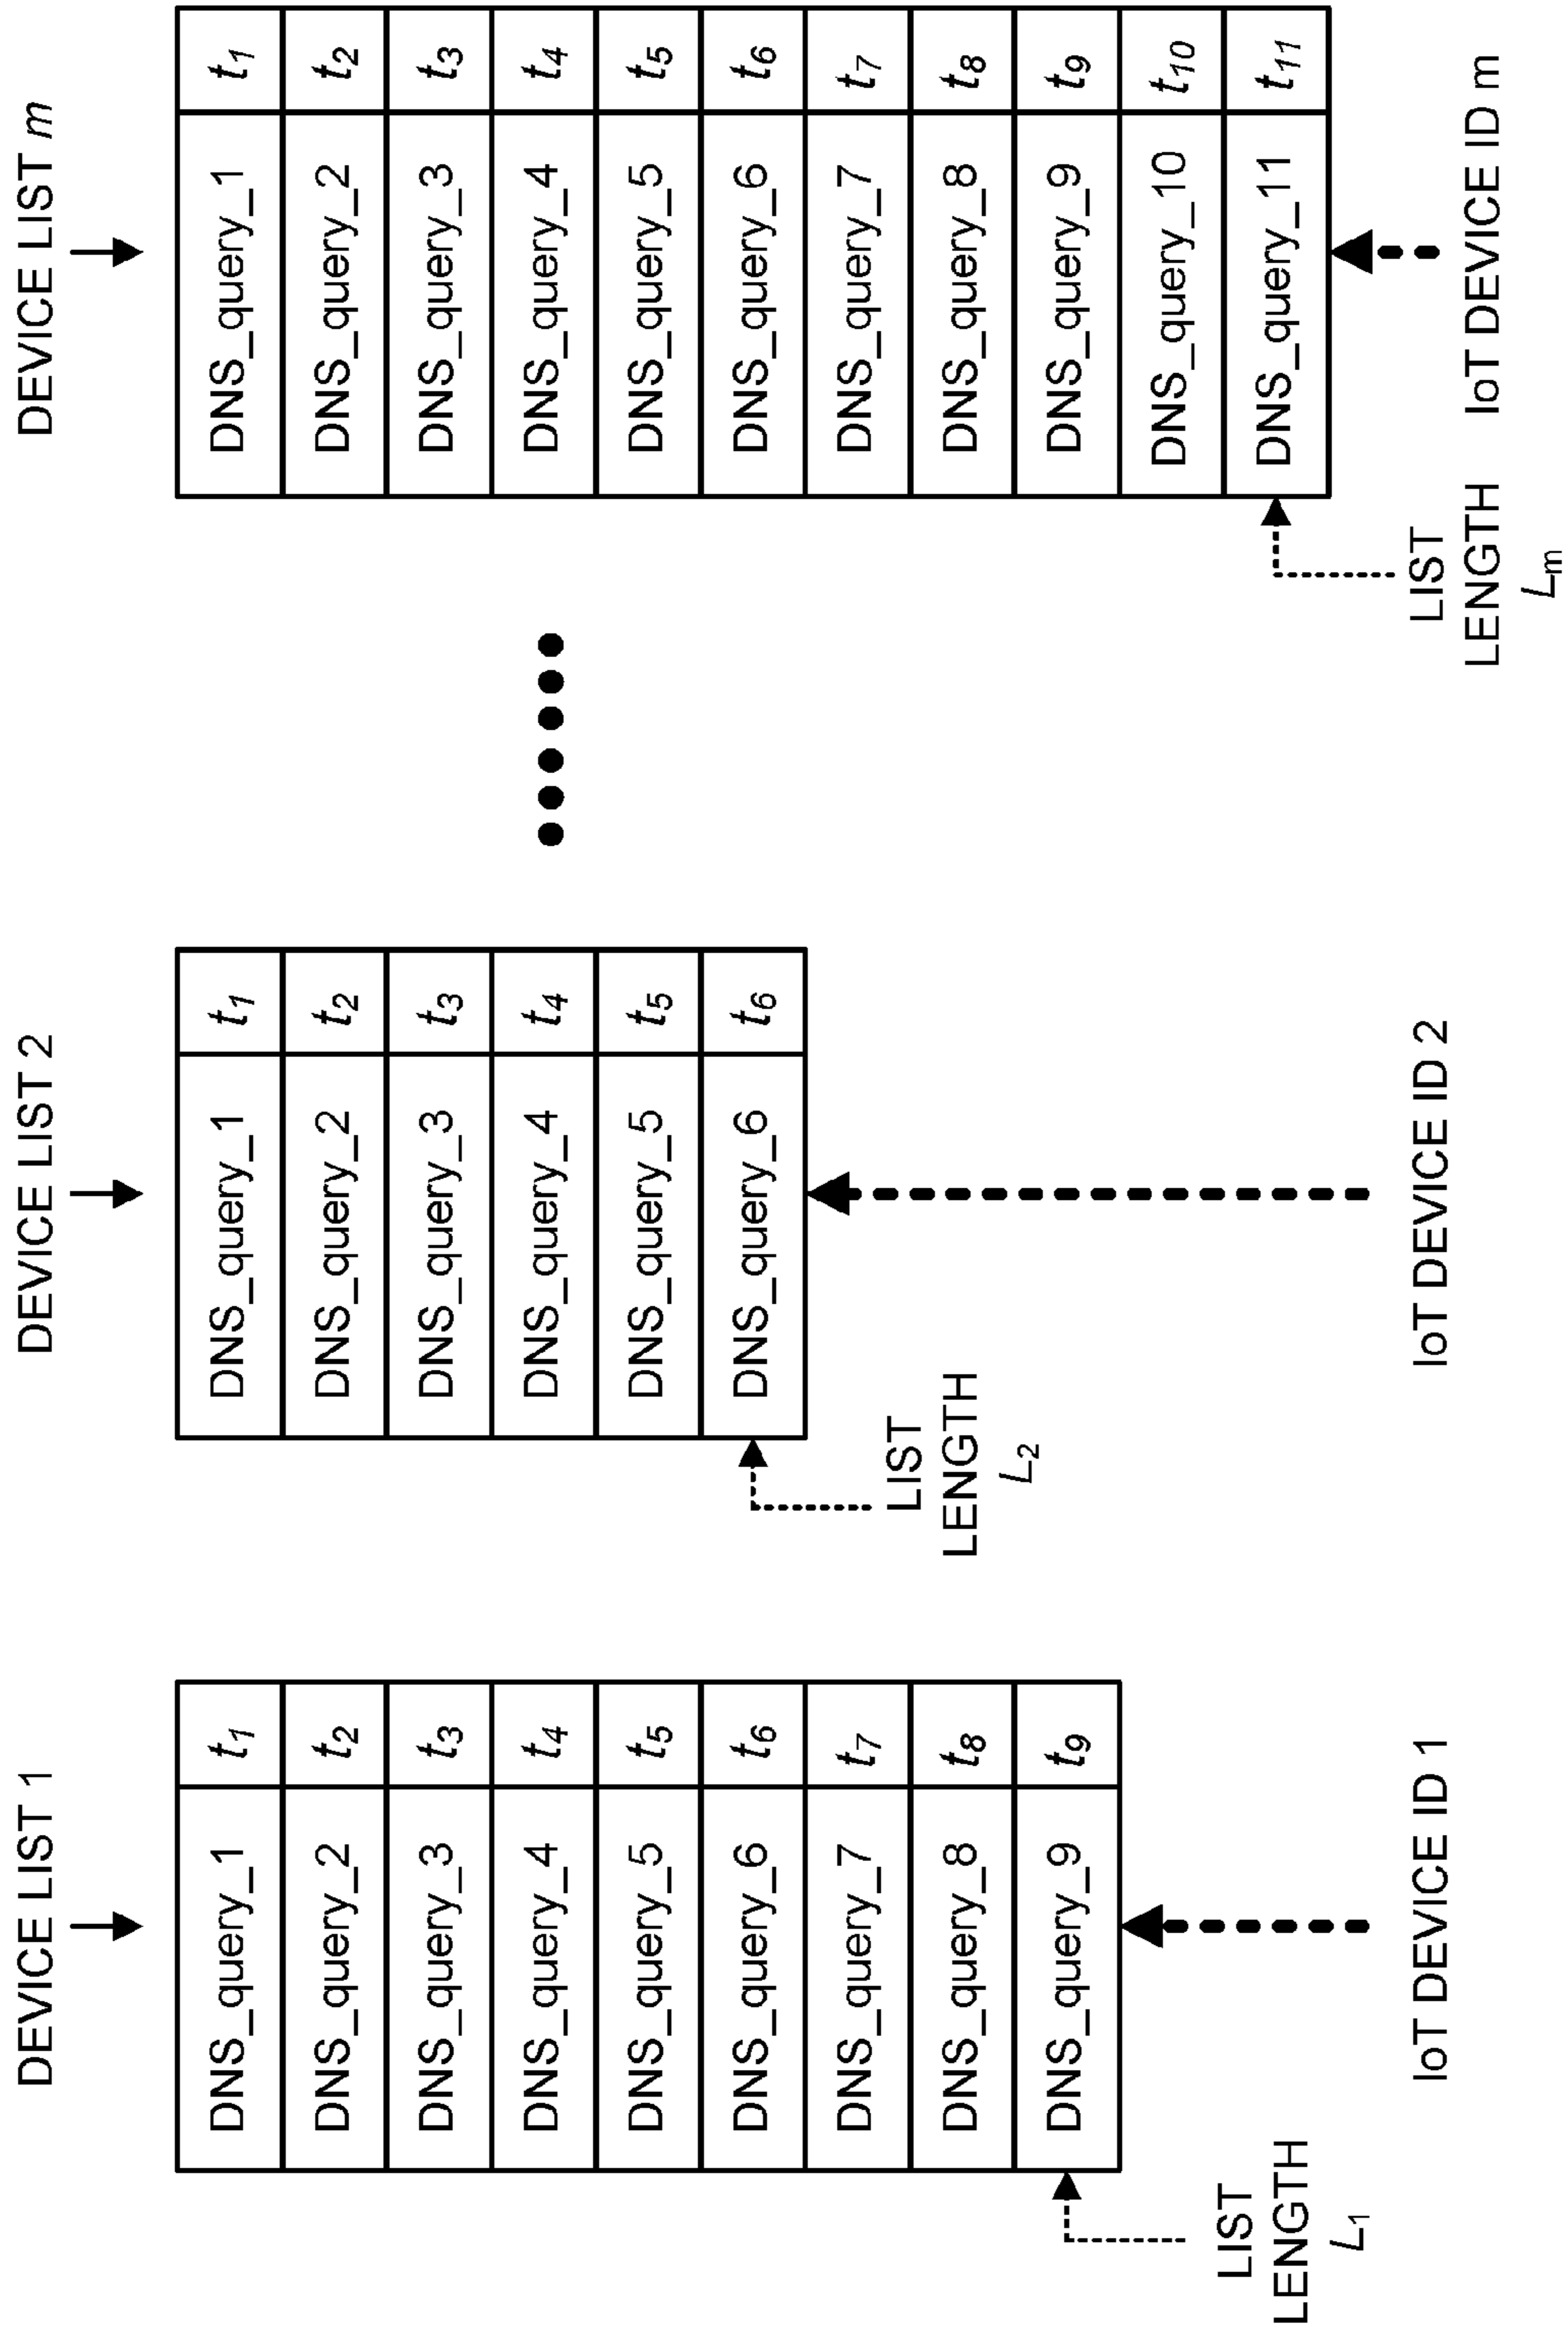 DEVICE LIST 1
DNS_query_1 t1
DNS_query_2 t2
DNS_query_3 t3
DNS_query_4 t4
DNS_query_5 t5
DNS_query_6 t6
DNS_query_7 t7
DNS_query_8 t8
DNS_query_9 t9
LIST
LENGTH
L1
IoT DEVICE ID 1
DEVICE LIST 2
DNS_query_1 t1
DNS_query_2 t2
DNS_query_3 t3
DNS_query_4 t4
DNS_query_5 t5
DNS_query_6 t6
LIST
LENGTH
L2
IoT DEVICE ID 2
DEVICE LIST m
DNS_query_1 t1
DNS_query_2 t2
DNS_query_3 t3
DNS_query_4 t4
DNS_query_5 t5
DNS_query_6 t6
DNS_query_7 t7
DNS_query_8 t8
DNS_query_9 t9
DNS_query_10 t10
DNS_query_11 t11
LIST
LENGTH
Lm
IoT DEVICE ID m